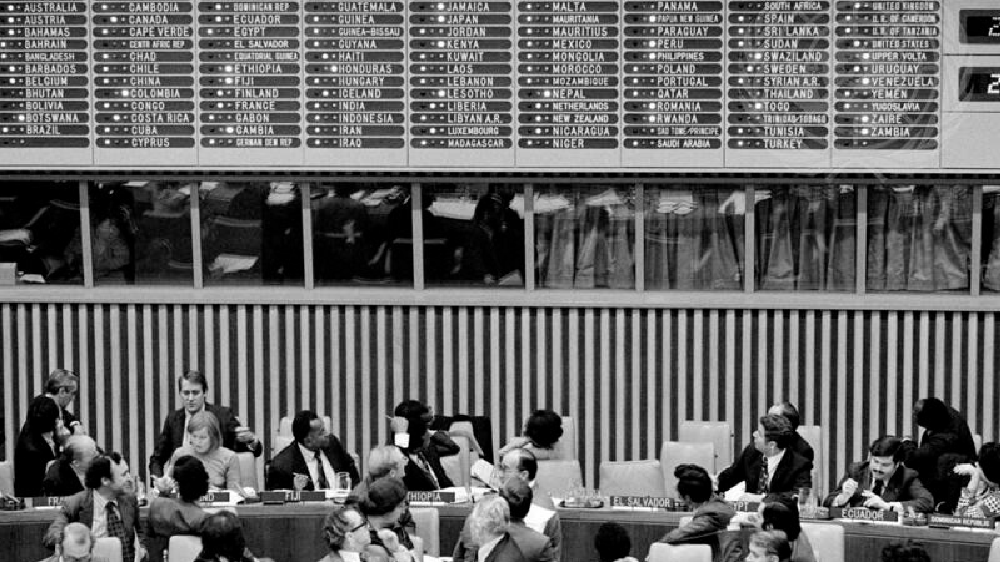 AUSTRALIA
AUSTRIA
BAHAMAS
BAHRAIN
BANGLADESH
BARBADOS
BELGIUM
BHUTAN
BOLIVIA
BOTSWANA
BRAZIL
CAMBODIA
CANADA
CAPE VERDE
CENTR AFRIC REP
CHAD
CHILE
CHINA
COLOMBIA
CONGO
COSTA RICA
CUBA
CYPRUS
DOMINICAN REP
ECUADOR
EGYPT
EL SALVADOR
EQUATORIAL GUINEA
ETHIOPIA
FIJI
FINLAND
FRANCE
GABON
GAMBIA
GERMAN DEM REP
GUATEMALA
GUINEA
GUINEA-BISSAU
GUYANA
HAITI
HONDURAS
HUNGARY
ICELAND
INDIA
INDONESIA
IRAN
IRAQ
JAMAICA
JAPAN
JORDAN
KENYA
KUWAIT
LAOS
LEBANON
LESOTHO
LIBERIA
LIBYAN A.R.
LUXEMBOURG
MADAGASCAR
MALTA
MAURITANIA
MAURITIUS
MEXICO
MONGOLIA
MOROCCO
MOZAMBIQUE
NEPAL
NETHERLANDS
NEW ZEALAND
NICARAGUA
NIGER
PANAMA
PAPUA NEW GUINEA
PARAGUAY
PERU
PHILIPPINES
POLAND
PORTUGAL
QATAR
ROMANIA
RWANDA
SAO TOME/PRINCIPE
SAUDI ARABIA
SOUTH AFRICA
SPAIN
SRI LANKA
SUDAN
SWAZILAND
SWEDEN
SYRIAN A.R.
THAILAND
TOGO
TRINIDAD/TOBAGO
TUNISIA
TURKEY
UNITED KINGDOM
U.R. OF CAMEROON
U.R. OF TANZANIA
UNITED STATES
UPPER VOLTA
URUGUAY
VENEZUELA
YEMEN
YUGOSLAVIA
ZAIRE
ZAMBIA
2
2
FRA
ND
FIJI
THIOPIA
EL SALVADOR
YPT
ECUADOR
DOMINICAN REPUBLIC